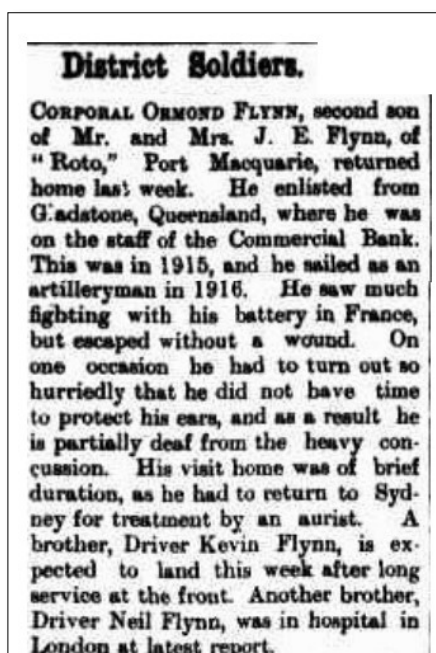 District Soldiers.
CORPORAL ORMOND FLYNN, second son
of Mr. and Mrs. J. E. Flynn, of
"Roto," Port Macquarie, returned
home last week. He enlisted from
Gladstone, Queensland, where he was
on the staff of the Commercial Bank.
This was in 1915, and he sailed as an
artilleryman in 1916. He saw much
fighting with his battery in France,
but escaped without a wound. On
one occasion he had to turn out so
hurriedly that he did not have time
to protect his ears, and as a result he
is partially deaf from the heavy con-
cussion. His visit home was of brief
duration, as he had to return to Syd-
ney for treatment by an aurist. A
brother, Driver Kevin Flynn, is ex-
pected to land this week after long
service at the front. Another brother,
Driver Neil Flynn, was in hospital in
London at latest report.